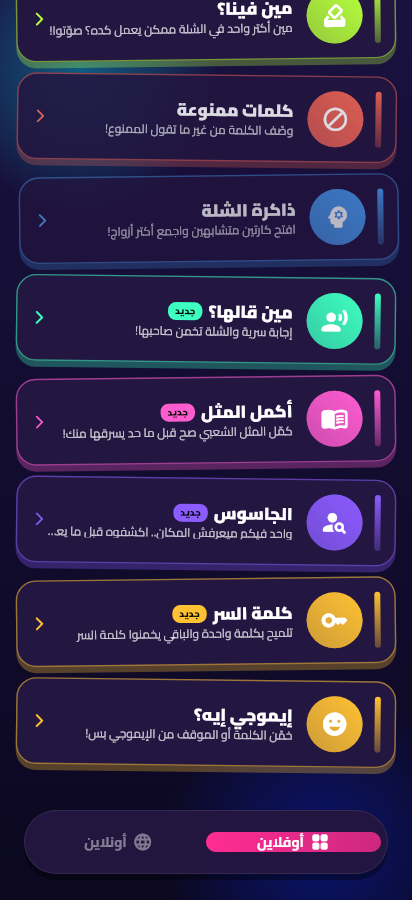 مين فينا؟
مين أكتر واحد في الشلة ممكن يعمل كده؟ صوّتوا!
كلمات ممنوعة
وصّف الكلمة من غير ما تقول الممنوع!
ذاكرة الشلة
افتح كارتين متشابهين واجمع أكتر أزواج!
مين قالها؟ جديد
إجابة سرية والشلة تخمن صاحبها!
أكمل المثل جديد
كمّل المثل الشعبي صح قبل ما حد يسرقها منك!
الجاسوس جديد
واحد فيكم ميعرفش المكان.. اكشفوه قبل ما يعـ...
كلمة السر جديد
تلميح بكلمة واحدة والباقي يخمنوا كلمة السر
إيموجي إيه؟
خمّن الكلمة أو الموقف من الإيموجي بس!
أوفلاين
أونلاين